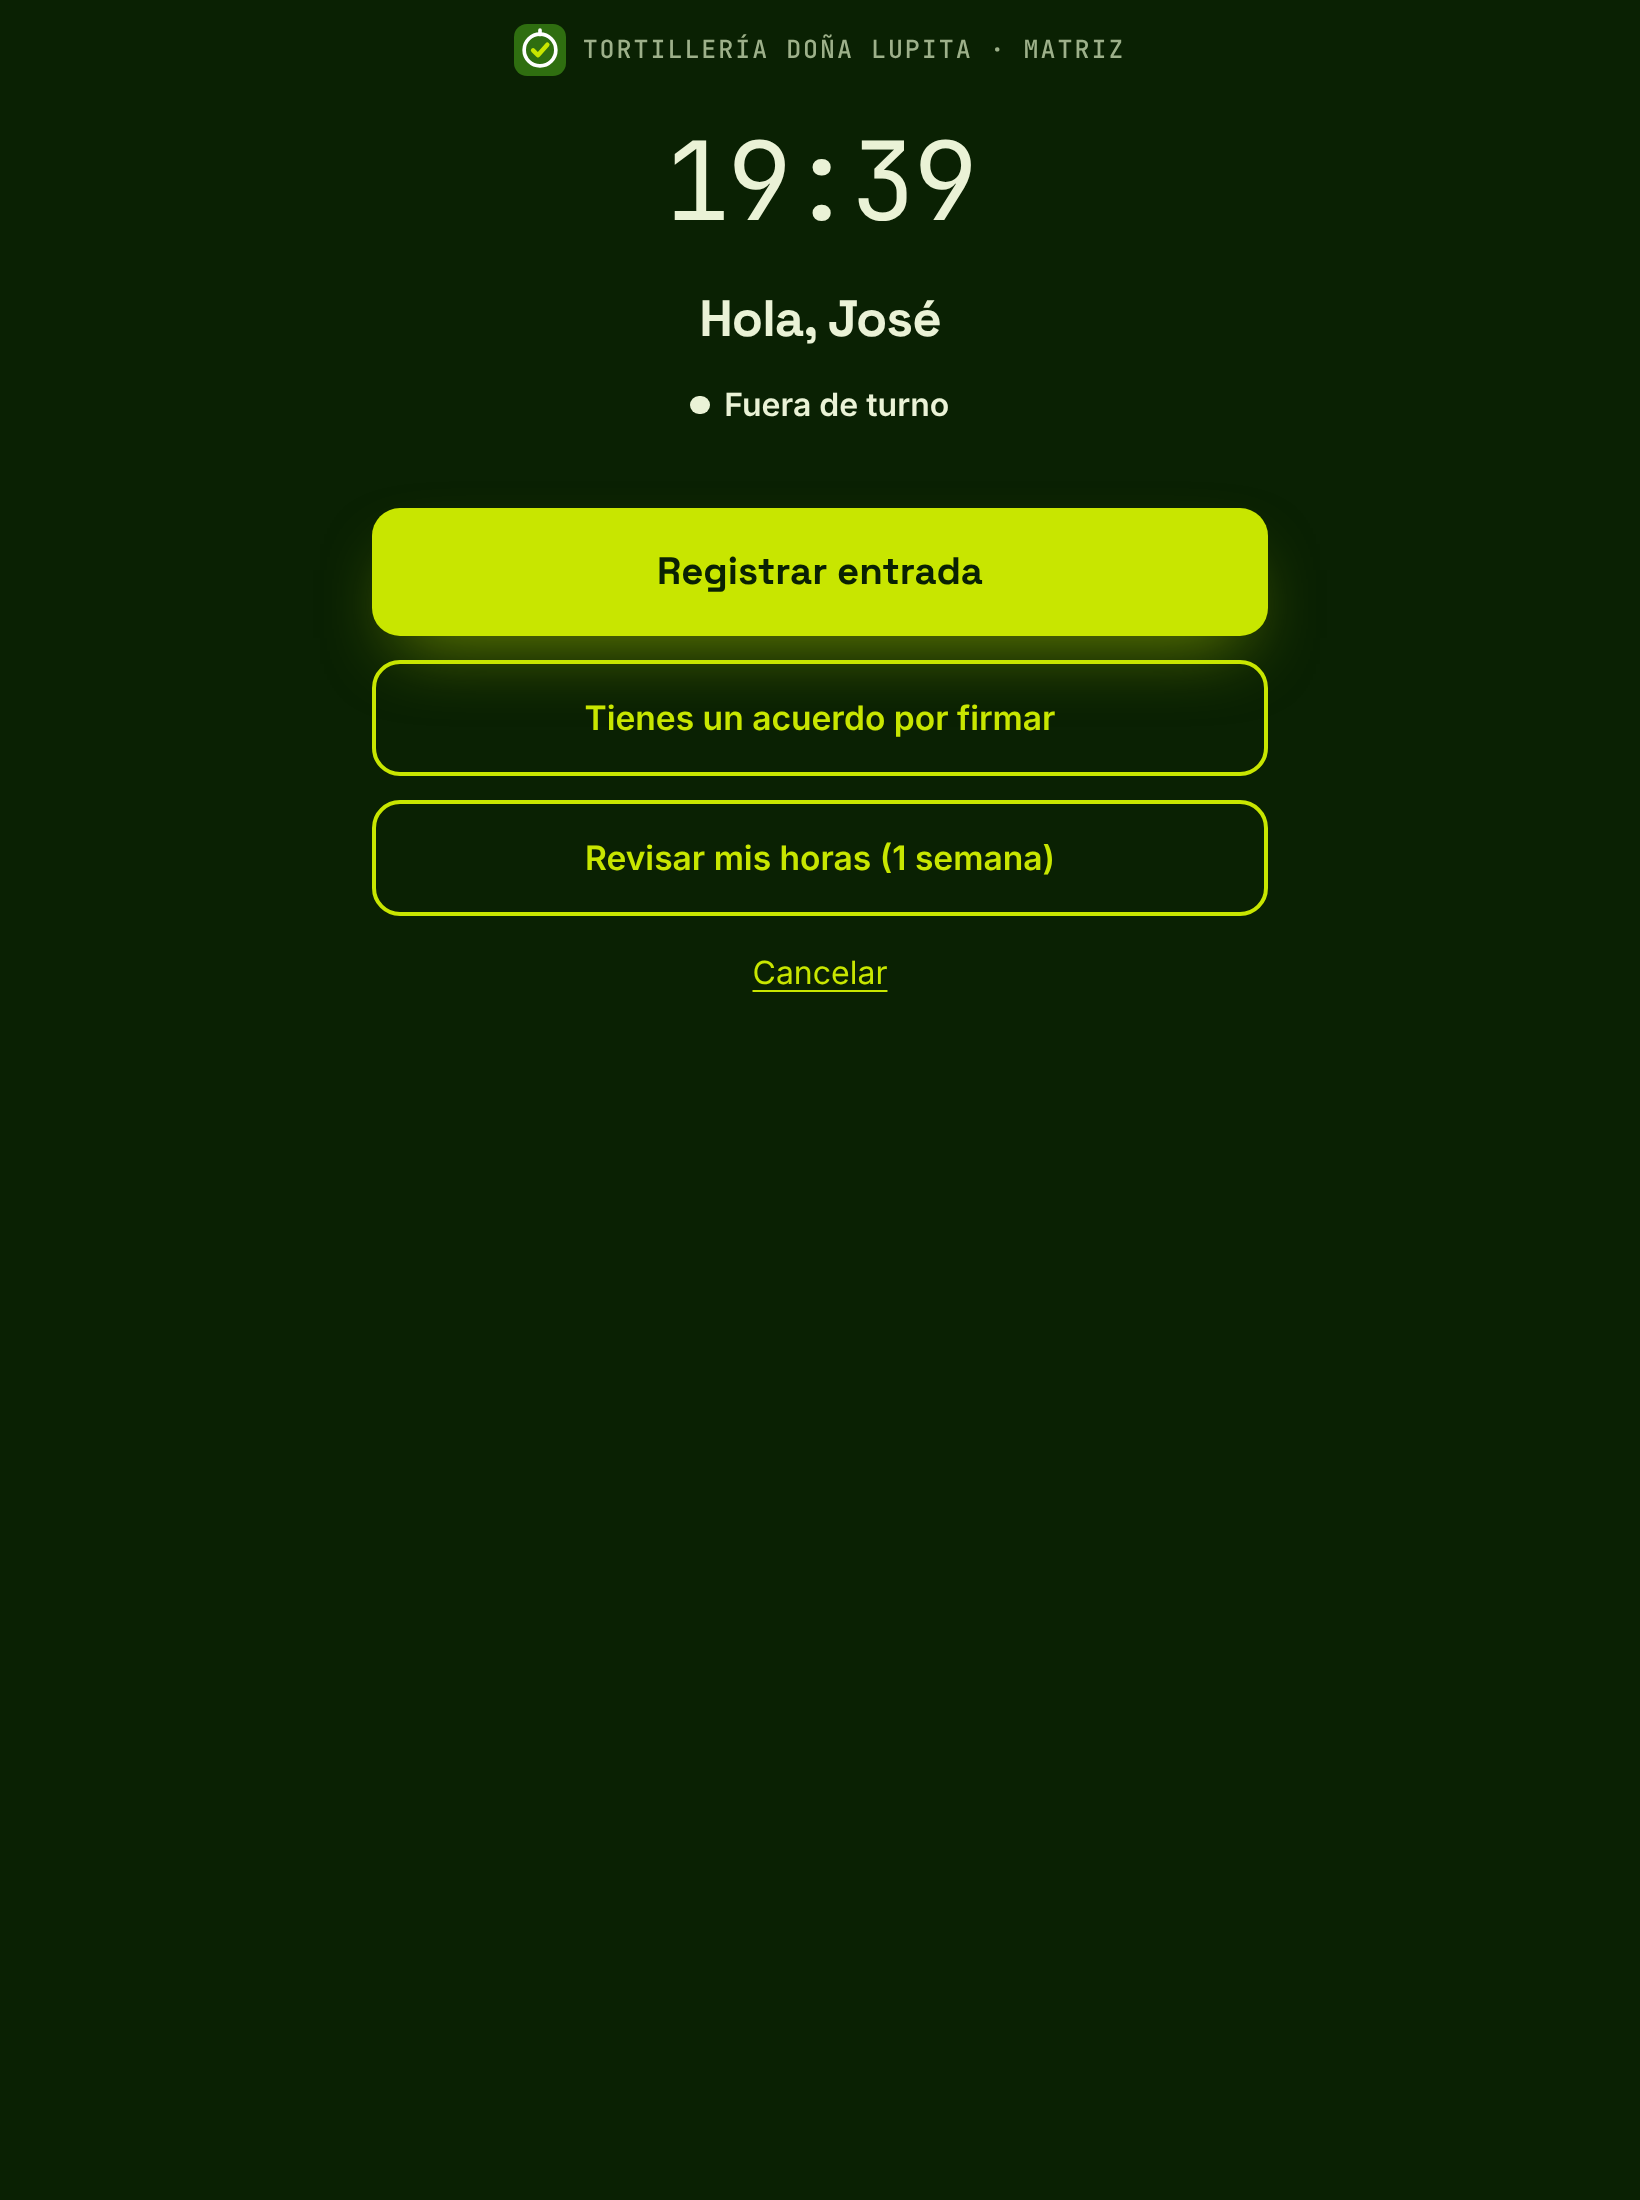 TORTILLERÍA DOÑA LUPITA · MATRIZ
19:39
Hola, José
Fuera de turno
Registrar entrada
Tienes un acuerdo por firmar
Revisar mis horas (1 semana)
Cancelar